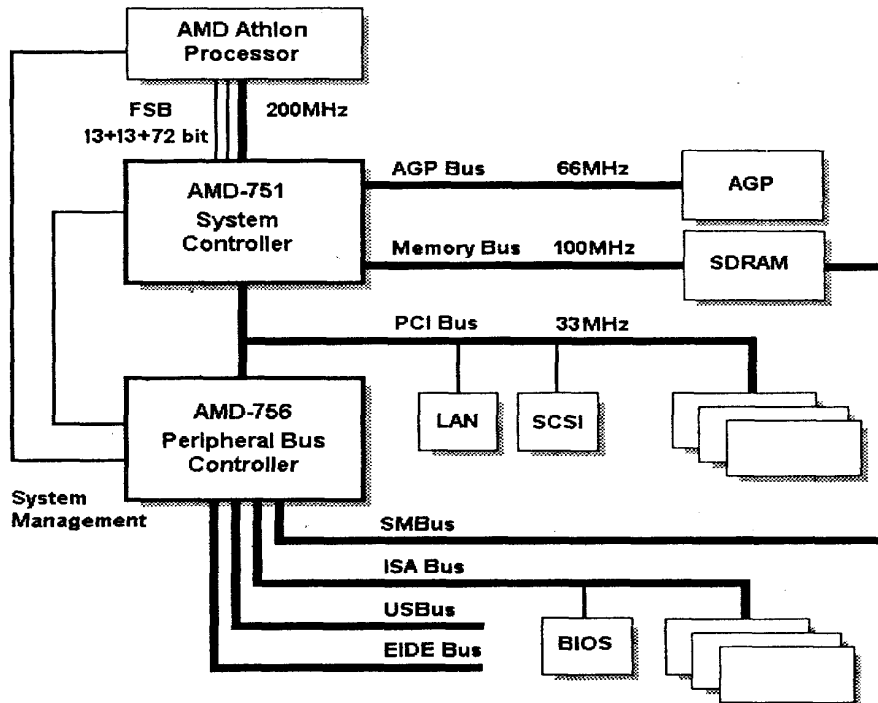 AMD Athlon
Processor
FSB
200MHz
13+13+72 bit
AMD-751
System
Controller
AGP Bus
66MHz
AGP
Memory Bus
100MHz
SDRAM
PCI Bus
33MHz
AMD-756
Peripheral Bus
Controller
LAN
SCSI
System
Management
SMBus
ISA Bus
USBus
BIOS
EIDE Bus